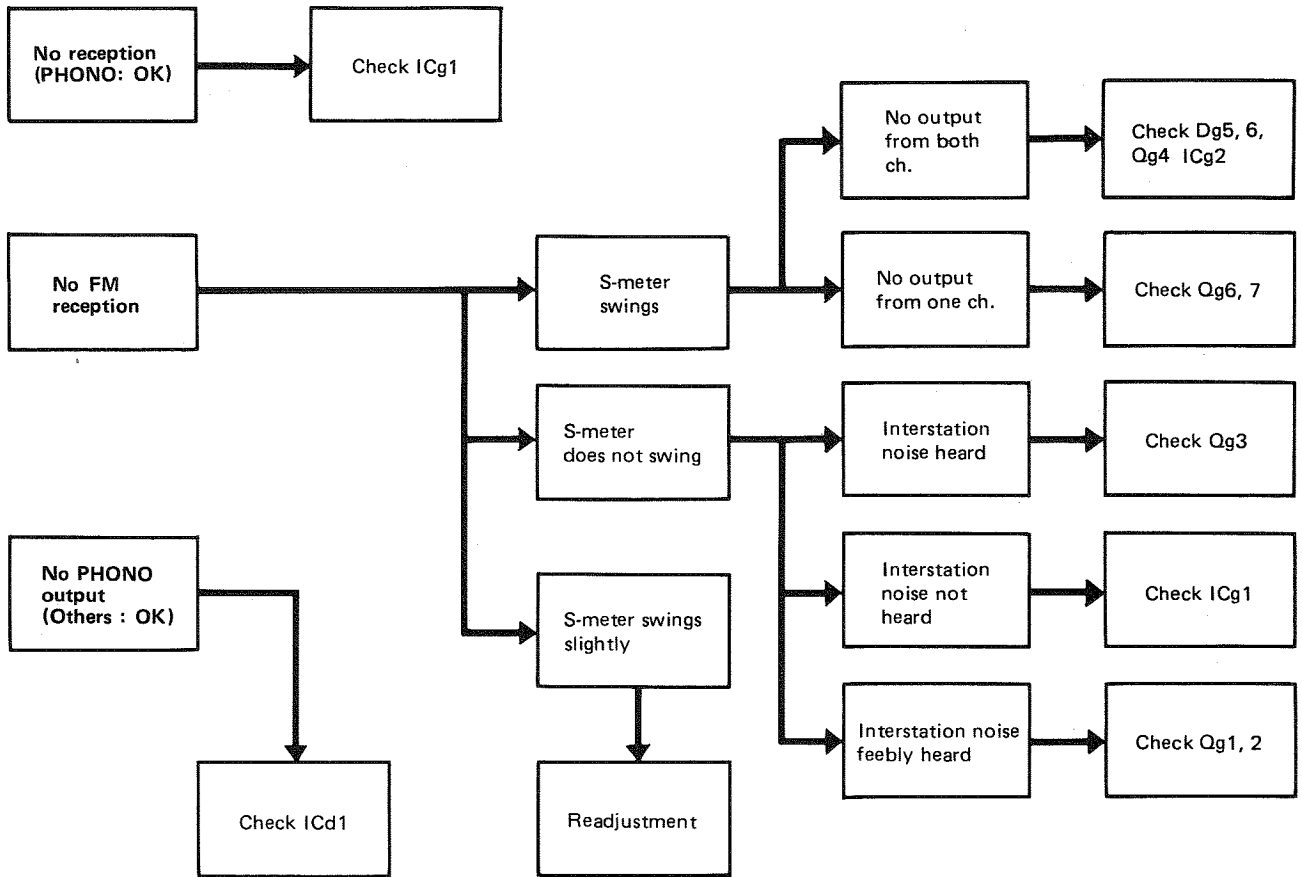 No reception
(PHONO: OK)
Check ICg1
No output
from both
ch.
Check Dg5, 6,
Qg4 ICg2
No FM
reception
S-meter
swings
No output
from one ch.
Check Qg6, 7
S-meter
does not swing
Interstation
noise heard
Check Qg3
No PHONO
output
(Others : OK)
S-meter swings
slightly
Interstation
noise not
heard
Check ICg1
Interstation noise
feebly heard
Check Qg1, 2
Check ICd1
Readjustment